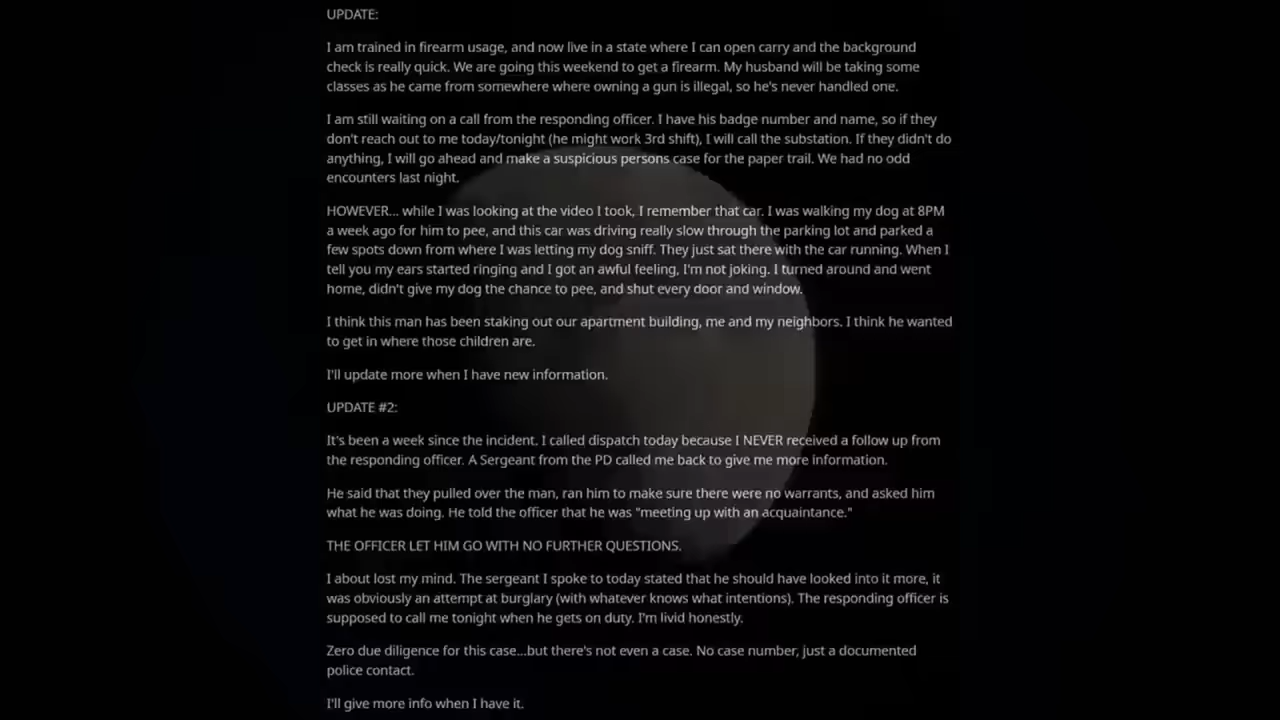 UPDATE:
I am trained in firearm usage, and now live in a state where I can open carry and the background
check is really quick. We are going this weekend to get a firearm. My husband will be taking some
classes as he came from somewhere where owning a gun is illegal, so he's never handled one.
I am still waiting on a call from the responding officer. I have his badge number and name, so if they
don't reach out to me today/tonight (he might work 3rd shift), I will call the substation. If they didn't do
anything, I will go ahead and make a suspicious persons case for the paper trail. We had no odd
encounters last night.
HOWEVER... while I was looking at the video I took, I remember that car. I was walking my dog at 8PM
a week ago for him to pee, and this car was driving really slow through the parking lot and parked a
few spots down from where I was letting my dog sniff. They just sat there with the car running. When I
tell you my ears started ringing and I got an awful feeling, I'm not joking. I turned around and went
home, didn't give my dog the chance to pee, and shut every door and window.
I think this man has been staking out our apartment building, me and my neighbors. I think he wanted
to get in where those children are.
I'll update more when I have new information.
UPDATE #2:
It's been a week since the incident. I called dispatch today because I NEVER received a follow up from
the responding officer. A Sergeant from the PD called me back to give me more information.
He said that they pulled over the man, ran him to make sure there were no warrants, and asked him
what he was doing. He told the officer that he was "meeting up with an acquaintance."
THE OFFICER LET HIM GO WITH NO FURTHER QUESTIONS.
I about lost my mind. The sergeant I spoke to today stated that he should have looked into it more, it
was obviously an attempt at burglary (with whatever knows what intentions). The responding officer is
supposed to call me tonight when he gets on duty. I'm livid honestly.
Zero due diligence for this case...but there's not even a case. No case number, just a documented
police contact.
I'll give more info when I have it.